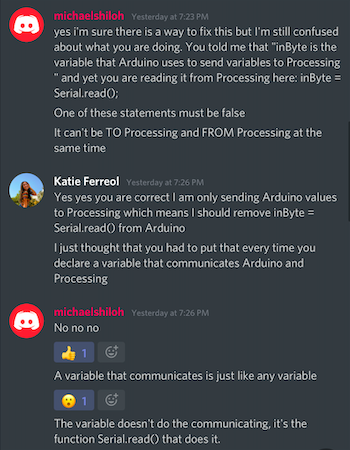 michaelshiloh Yesterday at 7:23 PM
yes i'm sure there is a way to fix this but I'm still confused
about what you are doing. You told me that "inByte is the
variable that Arduino uses to send variables to Processing
" and yet you are reading it from Processing here: inByte =
Serial.read();
One of these statements must be false
It can't be TO Processing and FROM Processing at the
same time
Katie Ferreol Yesterday at 7:26 PM
Yes yes you are correct I am only sending Arduino values
to Processing which means I should remove inByte =
Serial.read() from Arduino
I just thought that you had to put that every time you
declare a variable that communicates Arduino and
Processing
michaelshiloh Yesterday at 7:26 PM
No no no
1
A variable that communicates is just like any variable
1
The variable doesn't do the communicating, it's the
function Serial.read() that does it.